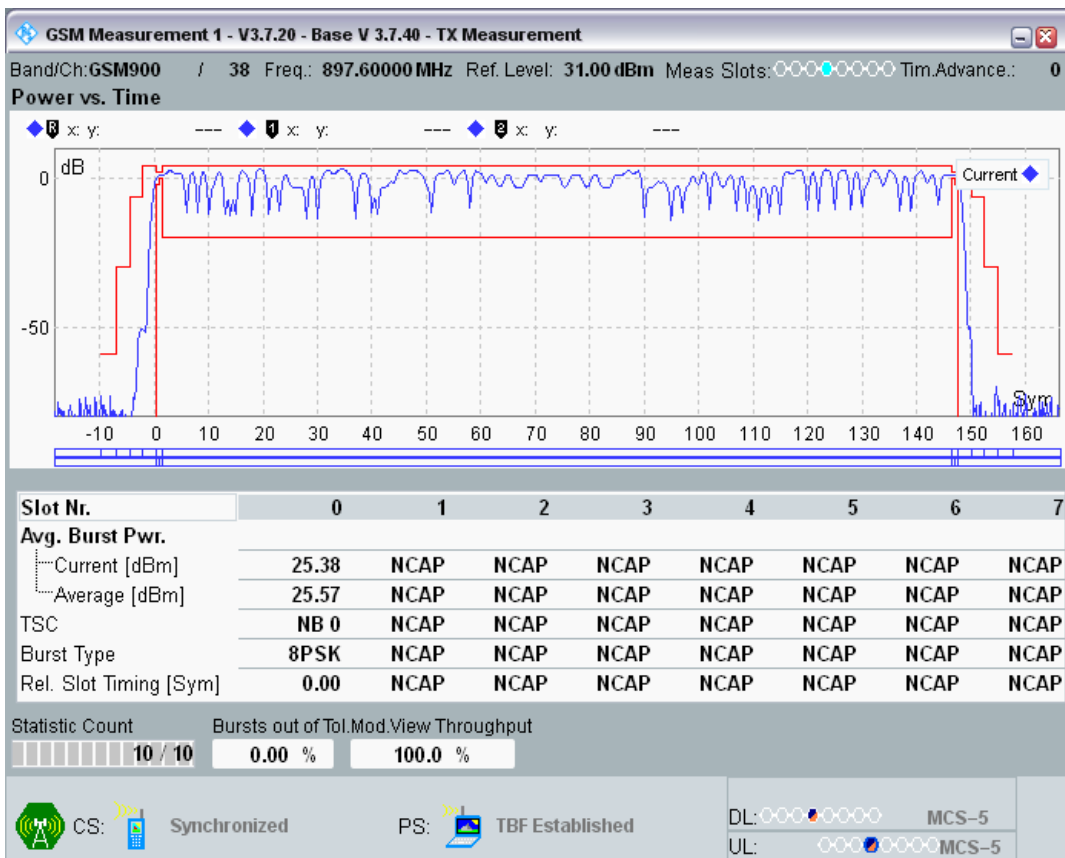 GSM Measurement 1 - V3.7.20 - Base V 3.7.40 - TX Measurement
Band/Ch:GSM900 / 38 Freq.: 897.60000 MHz Ref. Level: 31.00 dBm Meas Slots: Tim.Advance.: 0
Power vs. Time
R x: y: --- 1 x: y: --- 2 x: y: ---
dB
Current
0
-50
Sym
-10 0 10 20 30 40 50 60 70 80 90 100 110 120 130 140 150 160
Slot Nr. 0 1 2 3 4 5 6 7
Avg. Burst Pwr.
Current [dBm] 25.38 NCAP NCAP NCAP NCAP NCAP NCAP NCAP
Average [dBm] 25.57 NCAP NCAP NCAP NCAP NCAP NCAP NCAP
TSC NB 0 NCAP NCAP NCAP NCAP NCAP NCAP NCAP
Burst Type 8PSK NCAP NCAP NCAP NCAP NCAP NCAP NCAP
Rel. Slot Timing [Sym] 0.00 NCAP NCAP NCAP NCAP NCAP NCAP NCAP
Statistic Count Bursts out of Tol. Mod.View Throughput
10 / 10 0.00 % 100.0 %
CS: Synchronized PS: TBF Established DL: MCS-5
UL: MCS-5